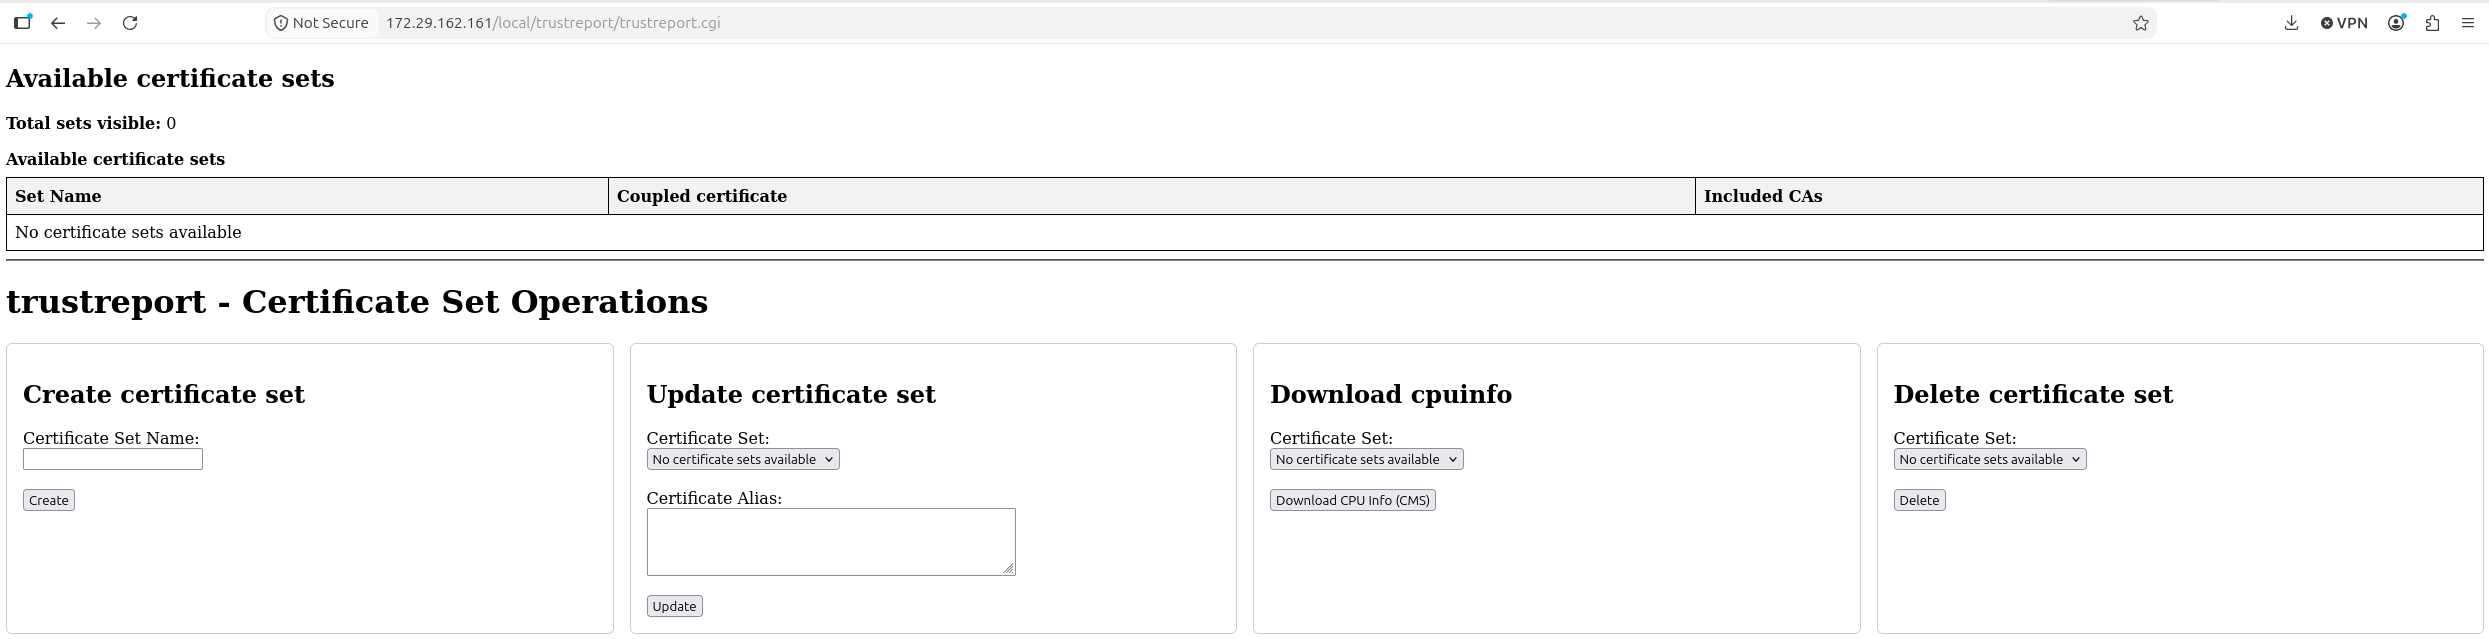 Not Secure 172.29.162.161/local/trustreport/trustreport.cgi VPN
Available certificate sets
Total sets visible: 0
Available certificate sets
Set Name Coupled certificate Included CAs
No certificate sets available
trustreport - Certificate Set Operations
Create certificate set
Certificate Set Name:
Create
Update certificate set
Certificate Set:
No certificate sets available
Certificate Alias:
Update
Download cpuinfo
Certificate Set:
No certificate sets available
Download CPU Info (CMS)
Delete certificate set
Certificate Set:
No certificate sets available
Delete